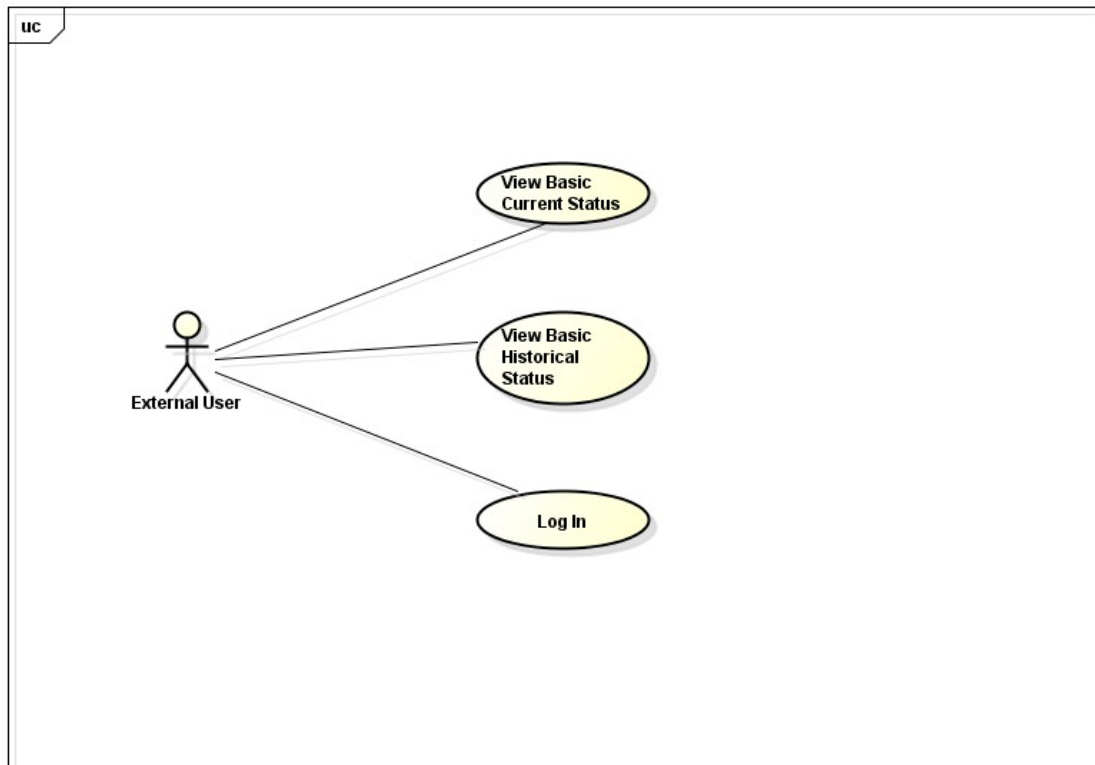 uc
View Basic
Current Status
View Basic
Historical
Status
External User
Log In